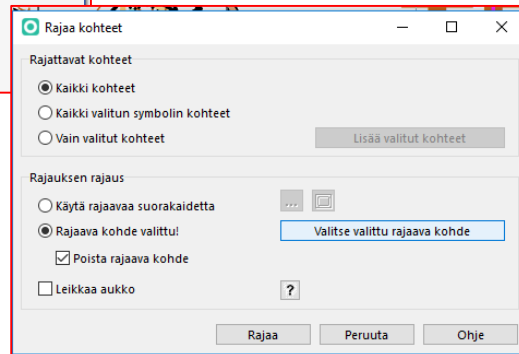 Rajaa kohteet
Rajattavat kohteet
Kaikki kohteet
Kaikki valitun symbolin kohteet
Vain valitut kohteet
Lisää valitut kohteet
Rajauksen rajaus
Käytä rajaavaa suorakaidetta
...
Rajaava kohde valittu!
Valitse valittu rajaava kohde
Poista rajaava kohde
Leikkaa aukko
?
Rajaa
Peruuta
Ohje